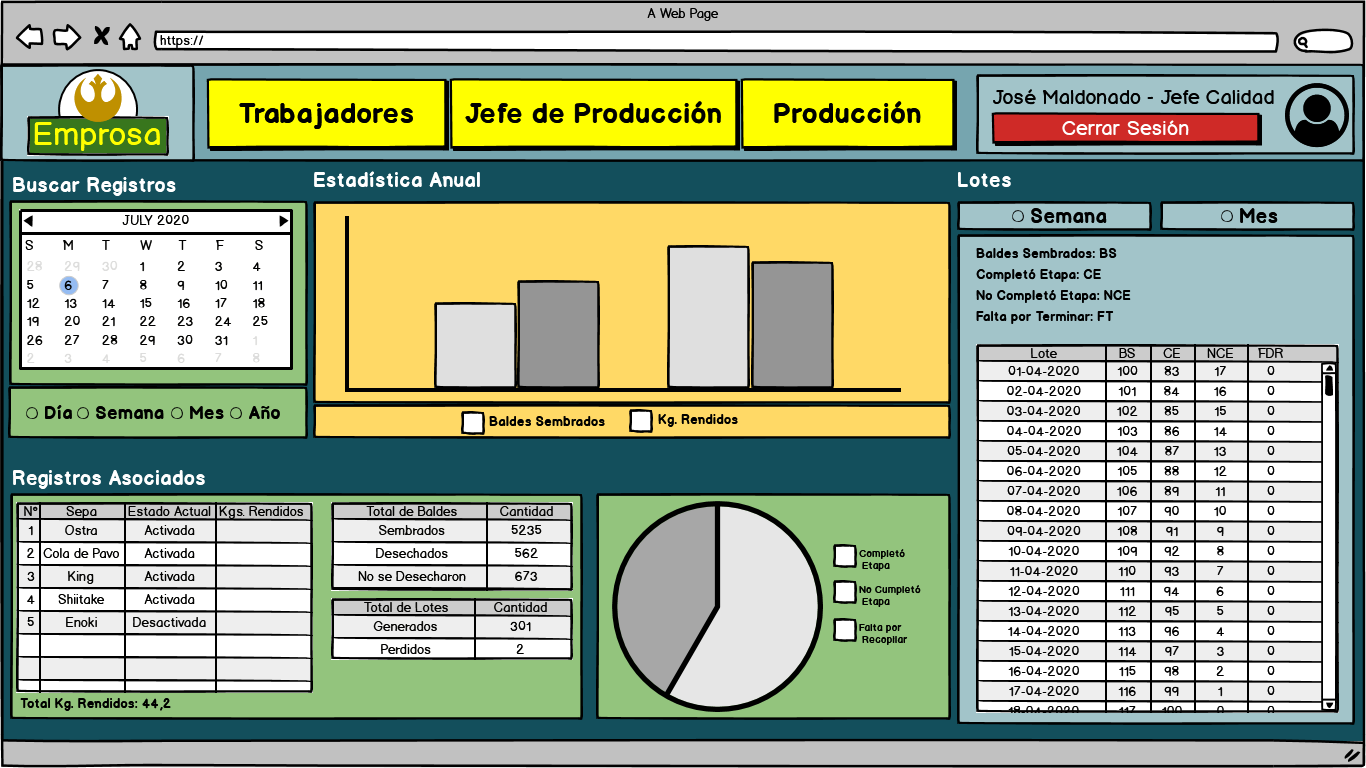 A Web Page
https://
Emprosa
Trabajadores
Jefe de Producción
Producción
José Maldonado - Jefe Calidad
Cerrar Sesión
Buscar Registros
JULY 2020
S M T W T F S
28 29 30 1 2 3 4
5 6 7 8 9 10 11
12 13 14 15 16 17 18
19 20 21 22 23 24 25
26 27 28 29 30 31 1
2 3 4 5 6 7 8
Día Semana Mes Año
Estadística Anual
Baldes Sembrados Kg. Rendidos
Lotes
Semana Mes
Baldes Sembrados: BS
Completó Etapa: CE
No Completó Etapa: NCE
Falta por Terminar: FT
Lote BS CE NCE FDR
01-04-2020 100 83 17 0
02-04-2020 101 84 16 0
03-04-2020 102 85 15 0
04-04-2020 103 86 14 0
05-04-2020 104 87 13 0
06-04-2020 105 88 12 0
07-04-2020 106 89 11 0
08-04-2020 107 90 10 0
09-04-2020 108 91 9 0
10-04-2020 109 92 8 0
11-04-2020 110 93 7 0
12-04-2020 111 94 6 0
13-04-2020 112 95 5 0
14-04-2020 113 96 4 0
15-04-2020 114 97 3 0
16-04-2020 115 98 2 0
17-04-2020 116 99 1 0
18-04-2020 117 100 0 0
Registros Asociados
Nº Sepa Estado Actual Kgs. Rendidos
1 Ostra Activada
2 Cola de Pavo Activada
3 King Activada
4 Shiitake Activada
5 Enoki Desactivada
Total Kg. Rendidos: 44,2
Total de Baldes Cantidad
Sembrados 5235
Desechados 562
No se Desecharon 673
Total de Lotes Cantidad
Generados 301
Perdidos 2
Completó
Etapa
No Cumpletó
Etapa
Falta por
Recopilar